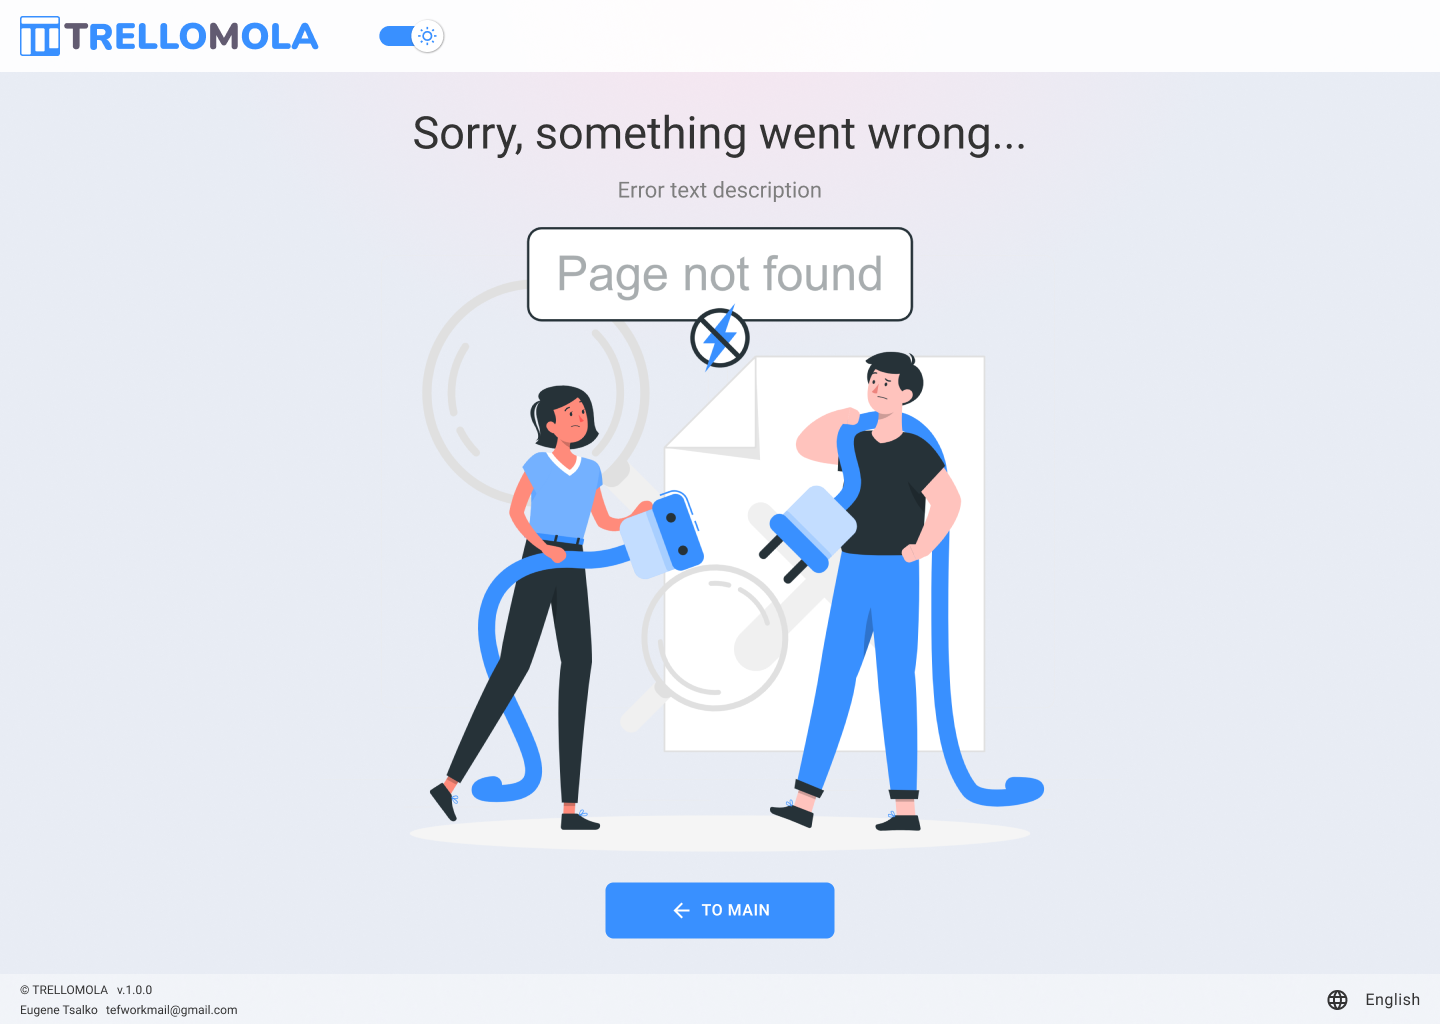 TRELLOMOLA
Sorry, something went wrong...
Error text description
Page not found
TO MAIN
© TRELLOMOLA v.1.0.0
Eugene Tsalko tefworkmail@gmail.com
English